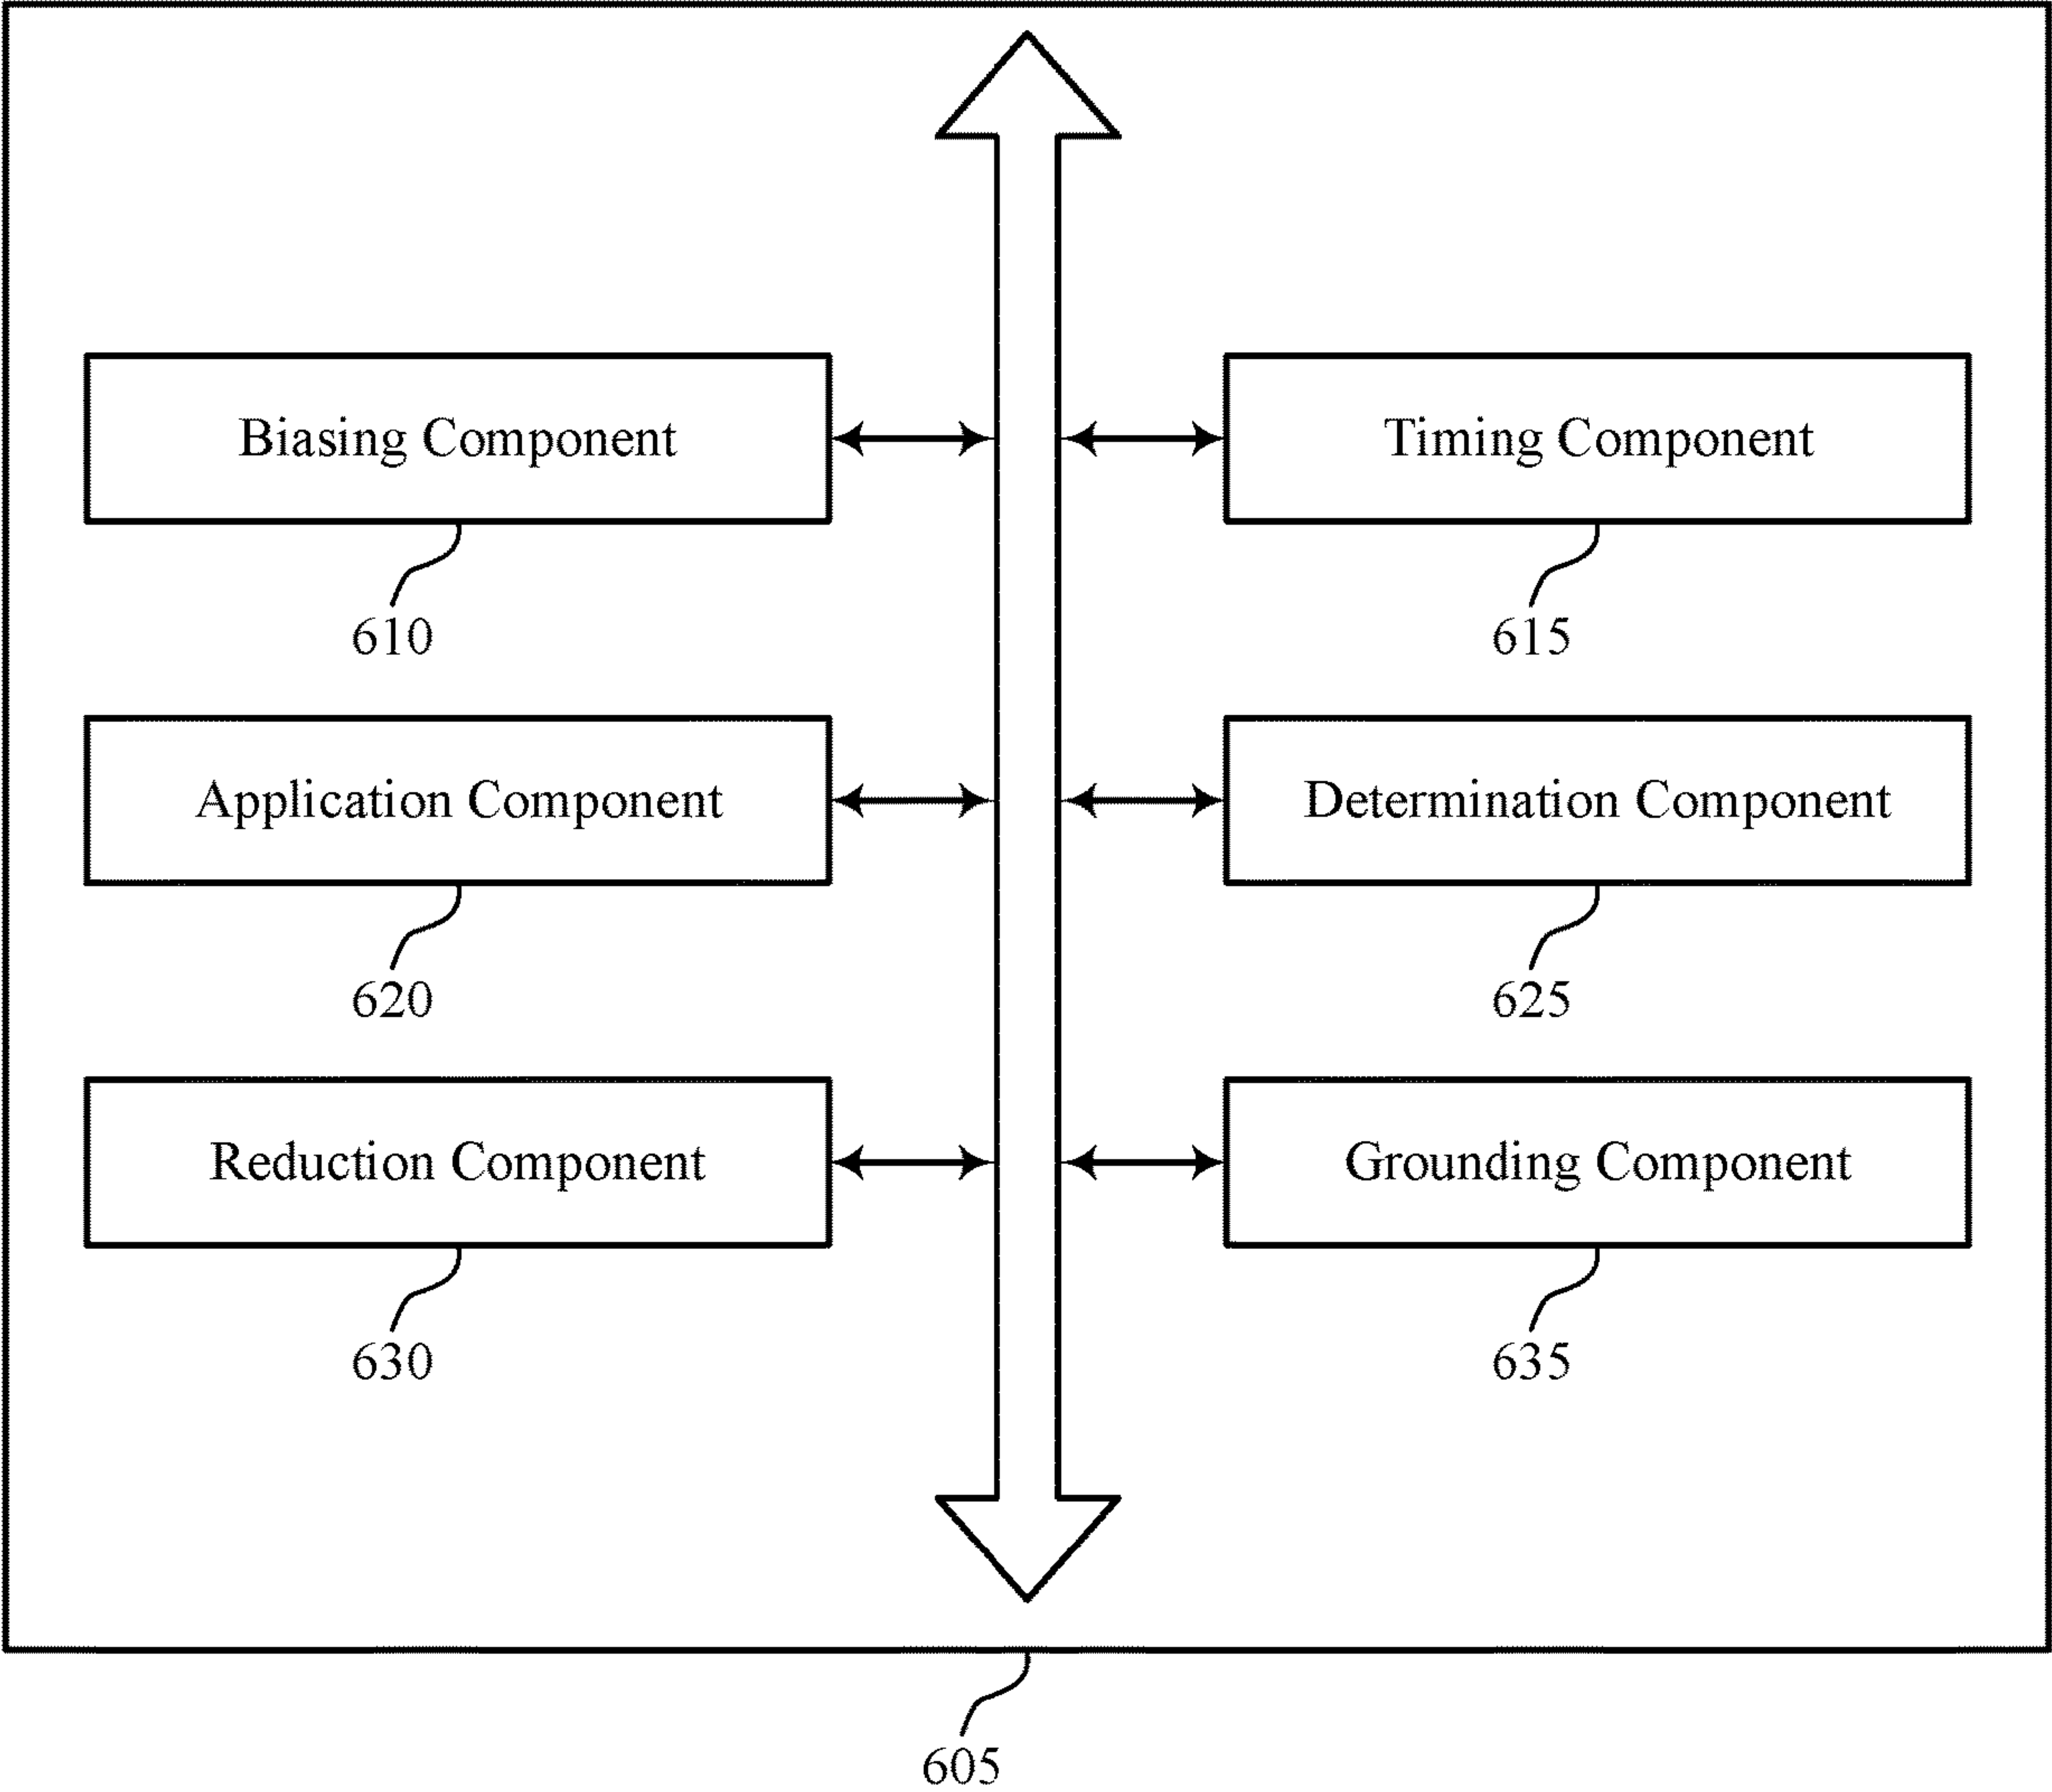 Biasing Component
Timing Component
610
615
Application Component
Determination Component
620
625
Reduction Component
Grounding Component
630
635
605